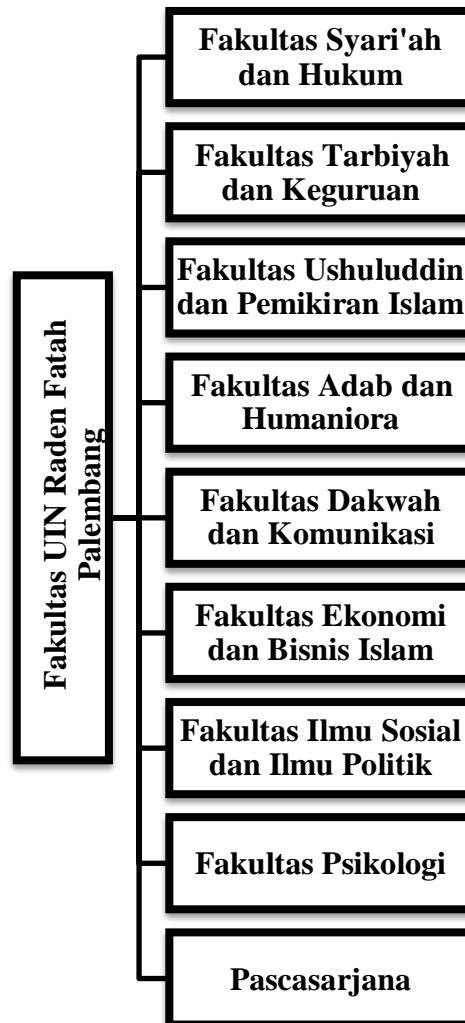 Fakultas UIN Raden Fatah
Palembang
Fakultas Syari'ah
dan Hukum
Fakultas Tarbiyah
dan Keguruan
Fakultas Ushuluddin
dan Pemikiran Islam
Fakultas Adab dan
Humaniora
Fakultas Dakwah
dan Komunikasi
Fakultas Ekonomi
dan Bisnis Islam
Fakultas Ilmu Sosial
dan Ilmu Politik
Fakultas Psikologi
Pascasarjana